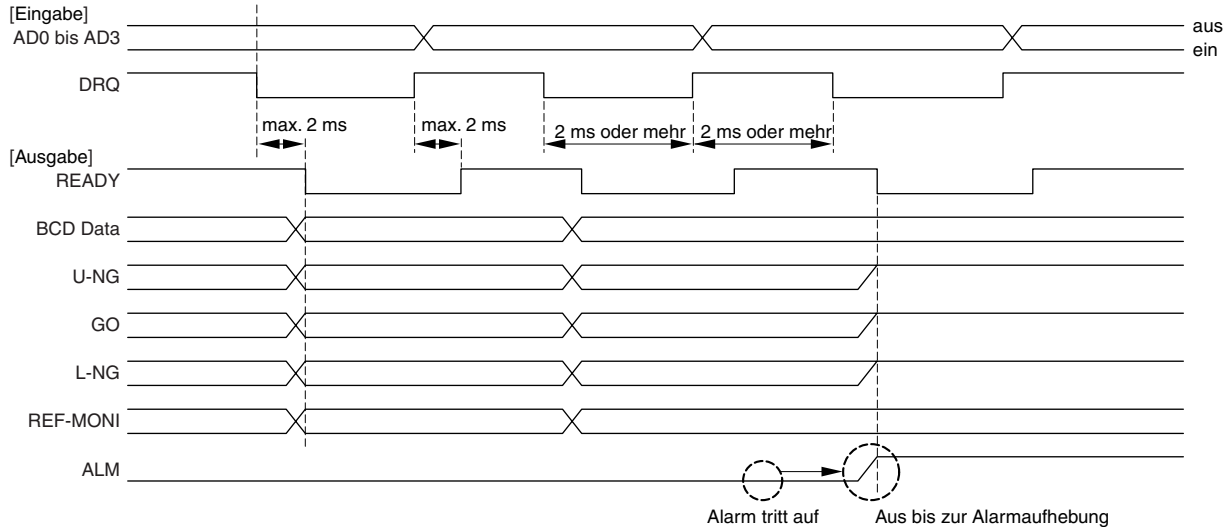 [Eingabe]
AD0 bis AD3
aus
ein
DRQ
max. 2 ms
max. 2 ms
2 ms oder mehr
2 ms oder mehr
[Ausgabe]
READY
BCD Data
U-NG
GO
L-NG
REF-MONI
ALM
Alarm tritt auf
Aus bis zur Alarmaufhebung